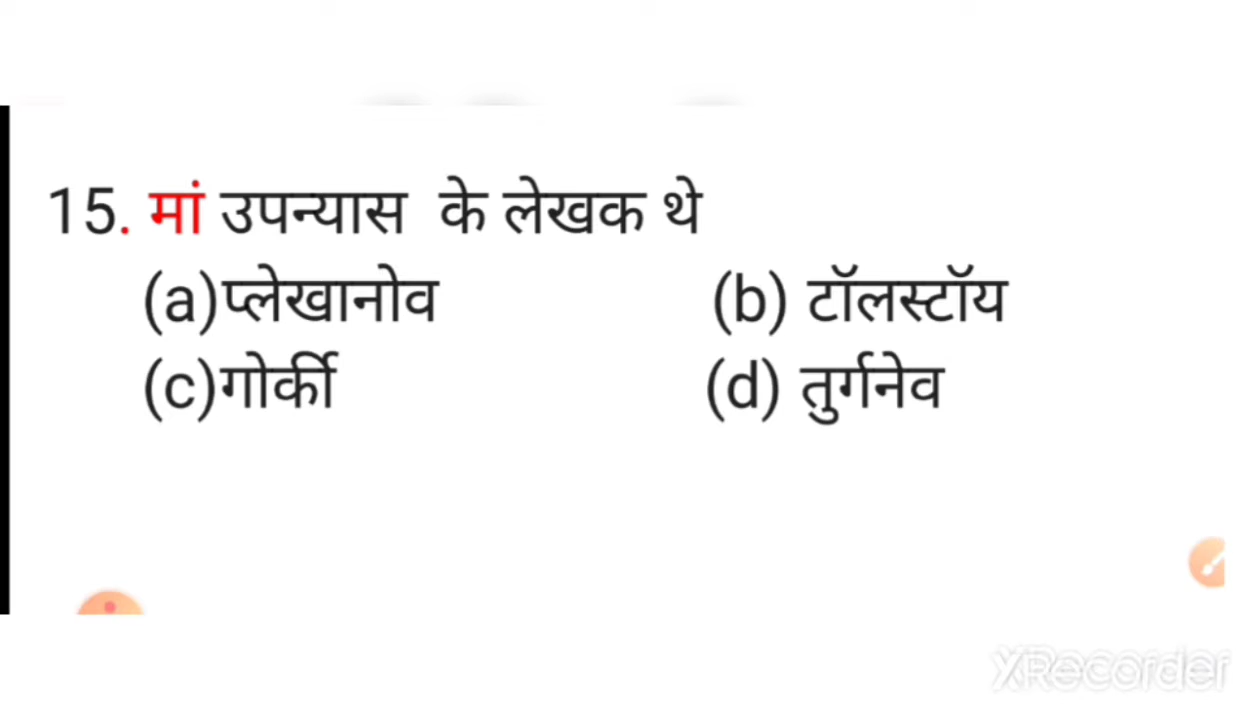 15. मां उपन्यास के लेखक थे
(a)प्लेखानोव (b) टॉलस्टॉय
(c)गोर्की (d) तुर्गनेव
XRecorder